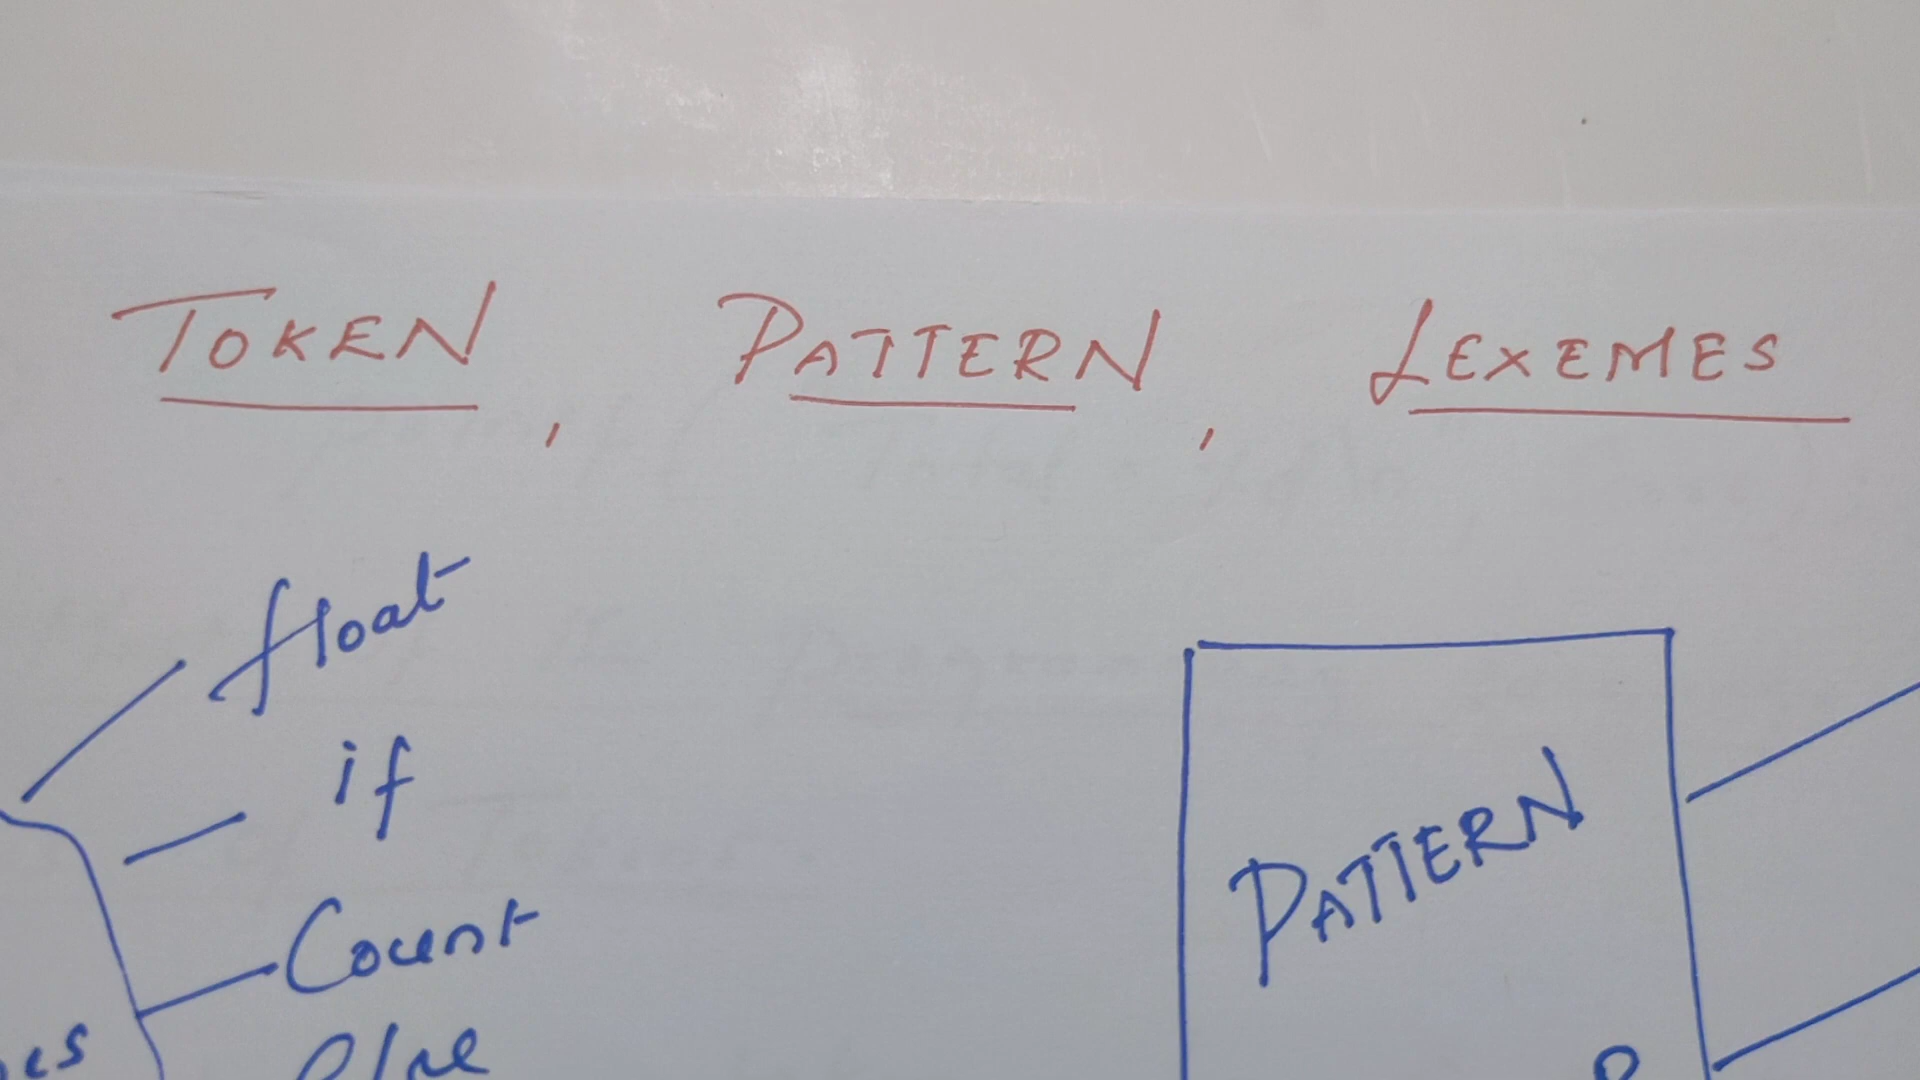 TOKEN, PATTERN, LEXEMES
float
if
Count
PATTERN